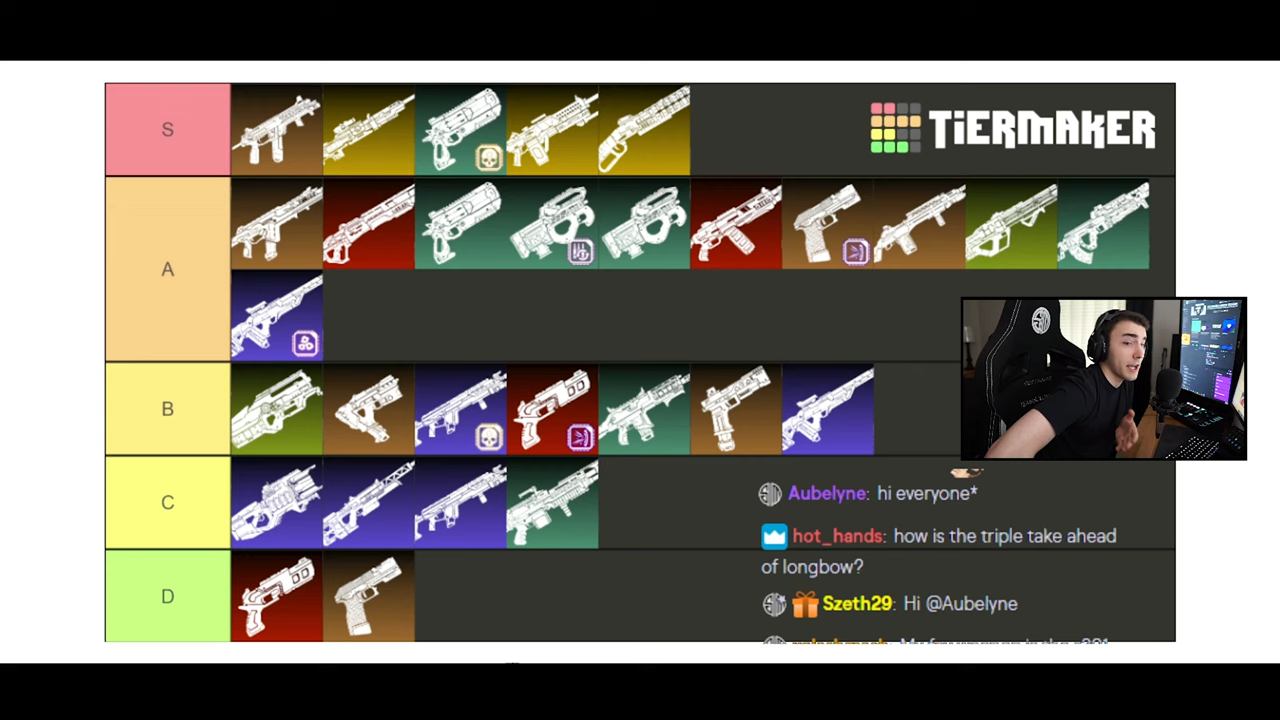 S
TiERMAKER
A
B
C
Aubelyne: hi everyone*
hot_hands: how is the triple take ahead
of longbow?
D
Szeth29: Hi @Aubelyne